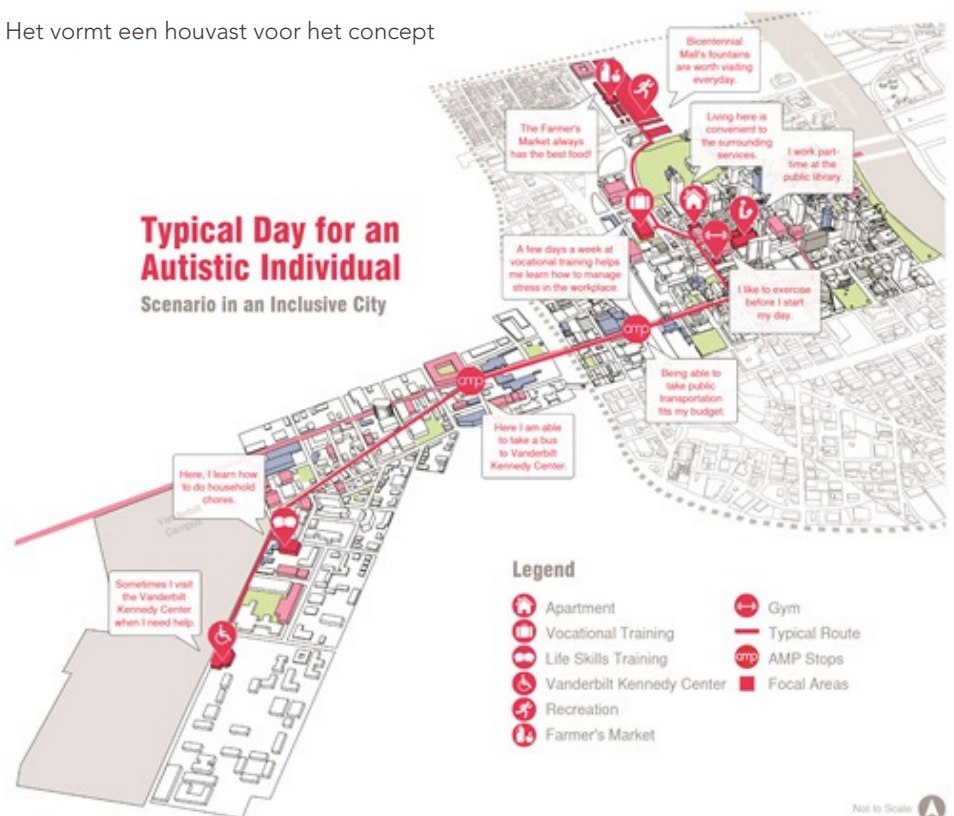 Het vormt een houvast voor het concept
Bicentennial
Mall's fountains
are worth visiting
everyday.
The Farmer's
Market always
has the best food!
Living here is
convenient to
the surrounding
services.
I work part-
time at the
public library.
Typical Day for an
Autistic Individual
Scenario in an Inclusive City
A few days a week at
vocational training helps
me learn how to manage
stress in the workplace.
I like to exercise
before I start
my day.
amp
Being able to
take public
transportation
fits my budget.
amp
Here I am able
to take a bus
to Vanderbilt
Kennedy Center.
Here, I learn how
to do household
chores.
Vanderbilt
Campus
Sometimes I visit
the Vanderbilt
Kennedy Center
when I need help.
Legend
Apartment
Vocational Training
Life Skills Training
Vanderbilt Kennedy Center
Recreation
Farmer's Market
Gym
Typical Route
amp AMP Stops
Focal Areas
Not to Scale